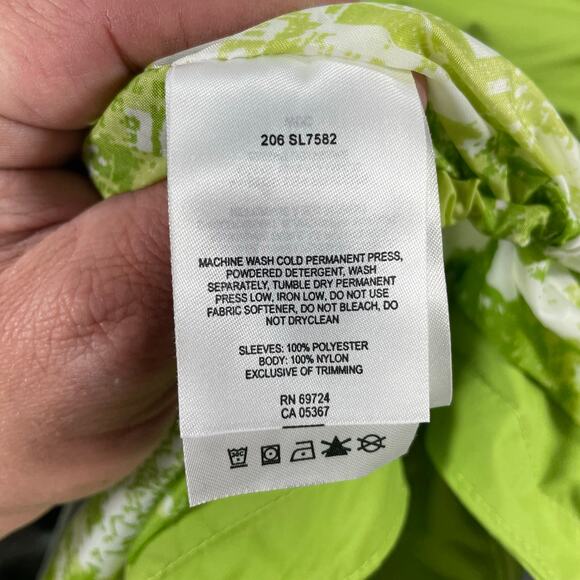 206 SL7582
MACHINE WASH COLD PERMANENT PRESS,
POWDERED DETERGENT, WASH
SEPARATELY, TUMBLE DRY PERMANENT
PRESS LOW, IRON LOW, DO NOT USE
FABRIC SOFTENER, DO NOT BLEACH, DO
NOT DRYCLEAN
SLEEVES: 100% POLYESTER
BODY: 100% NYLON
EXCLUSIVE OF TRIMMING
RN 69724
CA 05367